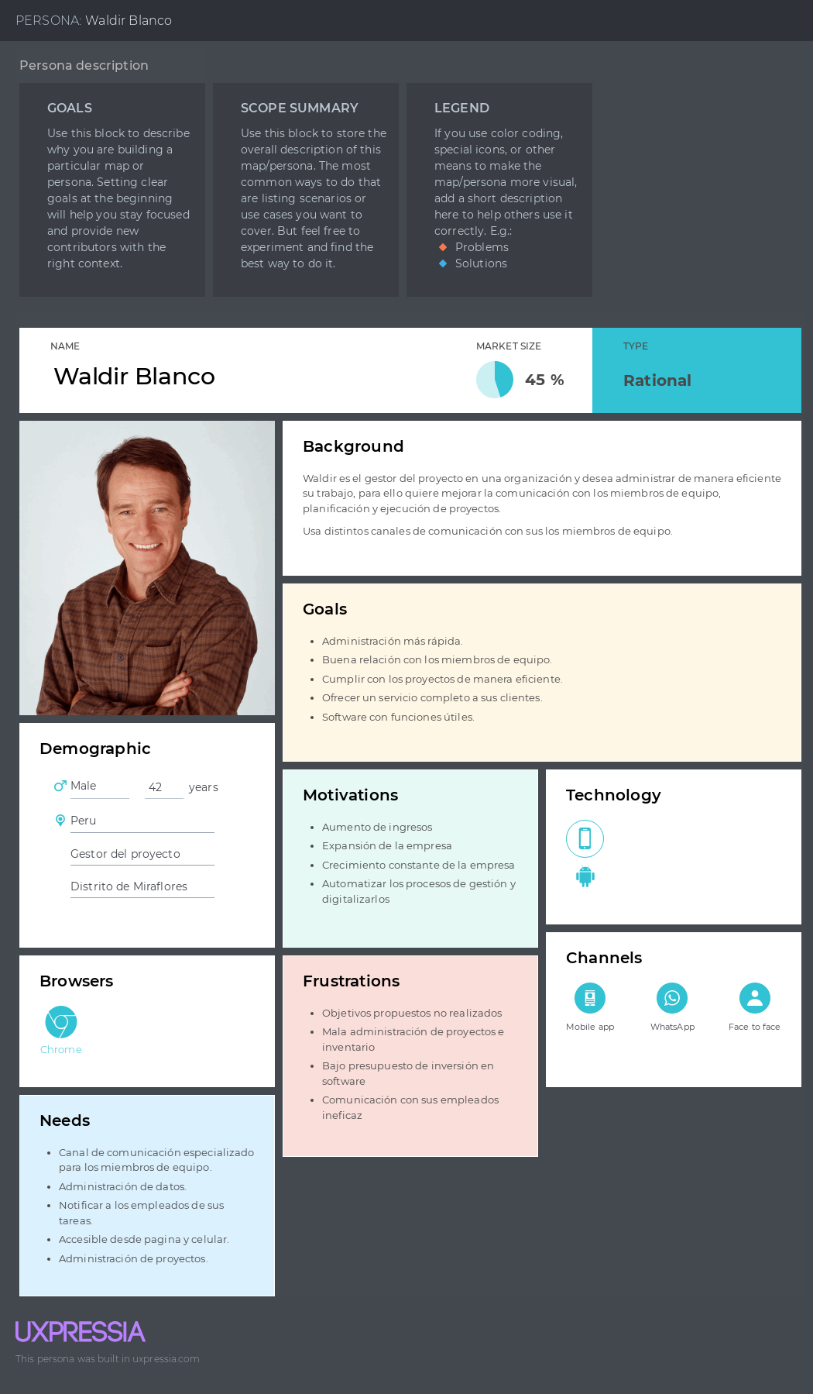 PERSONA: Waldir Blanco
Persona description
GOALS
Use this block to describe
why you are building a
particular map or
persona. Setting clear
goals at the beginning
will help you stay focused
and provide new
contributors with the
right context.
SCOPE SUMMARY
Use this block to store the
overall description of this
map/persona. The most
common ways to do that
are listing scenarios or
use cases you want to
cover. But feel free to
experiment and find the
best way to do it.
LEGEND
If you use color coding,
special icons, or other
means to make the
map/persona more visual,
add a short description
here to help others use it
correctly. E.g.:
Problems
Solutions
NAME
Waldir Blanco
MARKET SIZE
45 %
TYPE
Rational
Background
Waldir es el gestor del proyecto en una organización y desea administrar de manera eficiente
su trabajo, para ello quiere mejorar la comunicación con los miembros de equipo,
planificación y ejecución de proyectos.
Usa distintos canales de comunicación con sus los miembros de equipo.
Goals
• Administración más rápida.
• Buena relación con los miembros de equipo.
• Cumplir con los proyectos de manera eficiente.
• Ofrecer un servicio completo a sus clientes.
• Software con funciones útiles.
Demographic
Male 42 years
Peru
Gestor del proyecto
Distrito de Miraflores
Motivations
• Aumento de ingresos
• Expansión de la empresa
• Crecimiento constante de la empresa
• Automatizar los procesos de gestión y
digitalizarlos
Technology
Channels
Mobile app
WhatsApp
Face to face
Browsers
Chrome
Frustrations
• Objetivos propuestos no realizados
• Mala administración de proyectos e
inventario
• Bajo presupuesto de inversión en
software
• Comunicación con sus empleados
ineficaz
Needs
• Canal de comunicación especializado
para los miembros de equipo.
• Administración de datos.
• Notificar a los empleados de sus
tareas.
• Accesible desde pagina y celular.
• Administración de proyectos.
UXPRESSIA
This persona was built in uxpressia.com